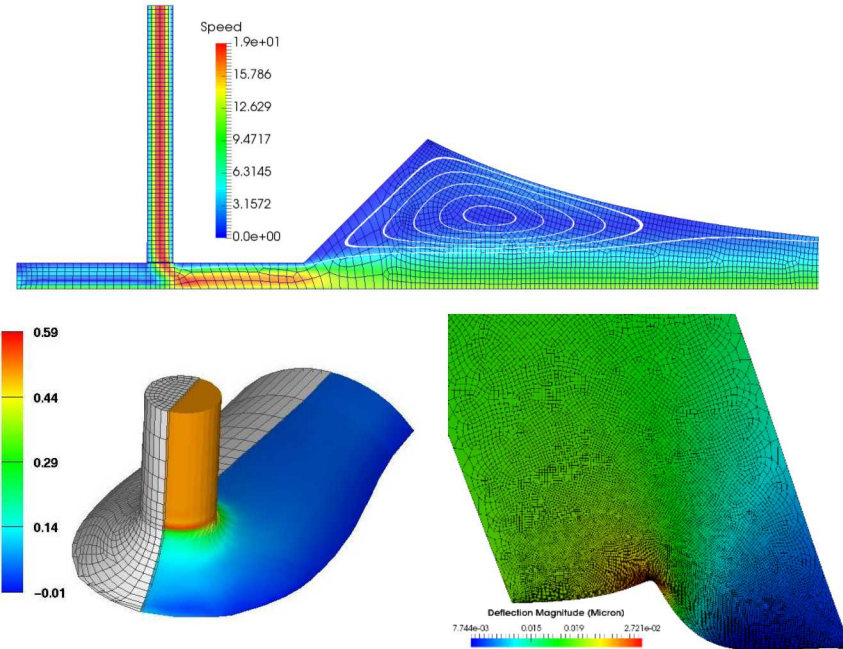 Speed
1.9e+01
15.786
12.629
9.4717
6.3145
3.1572
0.0e+00
0.59
0.44
0.29
0.14
-0.01
Deflection Magnitude (Micron)
7.744e-03 0.015 0.019 2.721e-02